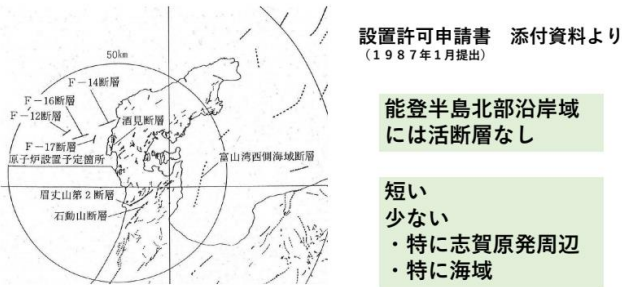 50km
F－14断層
F－16断層
F－12断層
酒見断層
F－17断層
原子炉設置予定箇所
富山湾西側海域断層
眉丈山第２断層
石動山断層
設置許可申請書　添付資料より
（１９８７年１月提出）
能登半島北部沿岸域
には活断層なし
短い
少ない
・特に志賀原発周辺
・特に海域